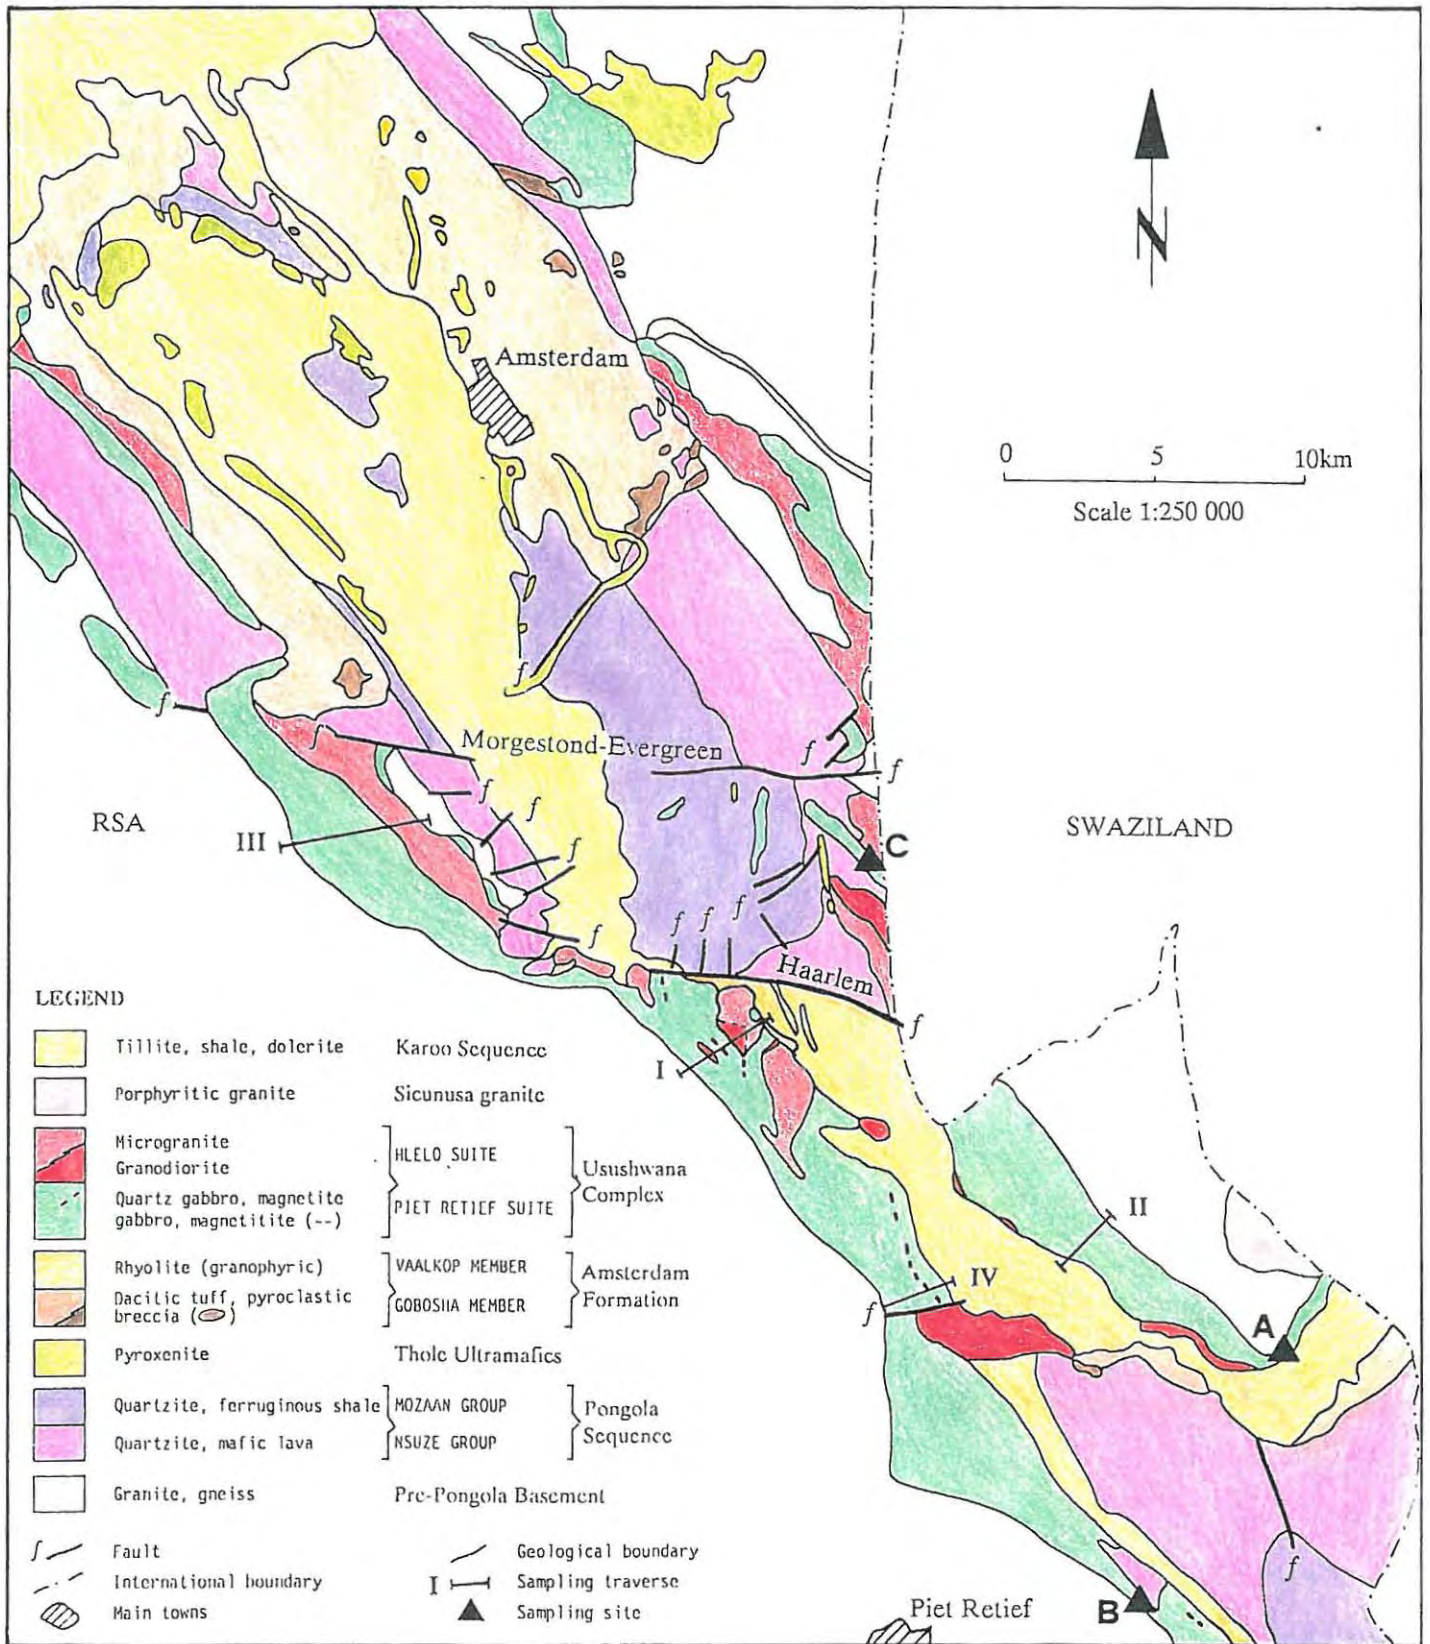 N
Amsterdam
0 5 10km
Scale 1:250 000
f
Morgestond-Evergreen
f
f
f
f
RSA
III
f
f
f
SWAZILAND
C
f
f
f
f
Haarlem
f
I
II
IV
f
A
f
B
Piet Retief
LEGEND
Tillite, shale, dolerite Karoo Sequence
Porphyritic granite Sicunusa granite
Microgranite
Granodiorite
HLELO SUITE
Quartz gabbro, magnetite
gabbro, magnetitite (--)
PIET RETIEF SUITE
Usushwana
Complex
Rhyolite (granophyric) VAALKOP MEMBER
Dacitic tuff, pyroclastic
breccia ( )
GOBOSHA MEMBER
Amsterdam
Formation
Pyroxenite Thole Ultramafics
Quartzite, ferruginous shale MOZAAN GROUP
Quartzite, mafic lava NSUZE GROUP
Pongola
Sequence
Granite, gneiss Pre-Pongola Basement
f Fault
International boundary
Main towns
Geological boundary
I Sampling traverse
Sampling site